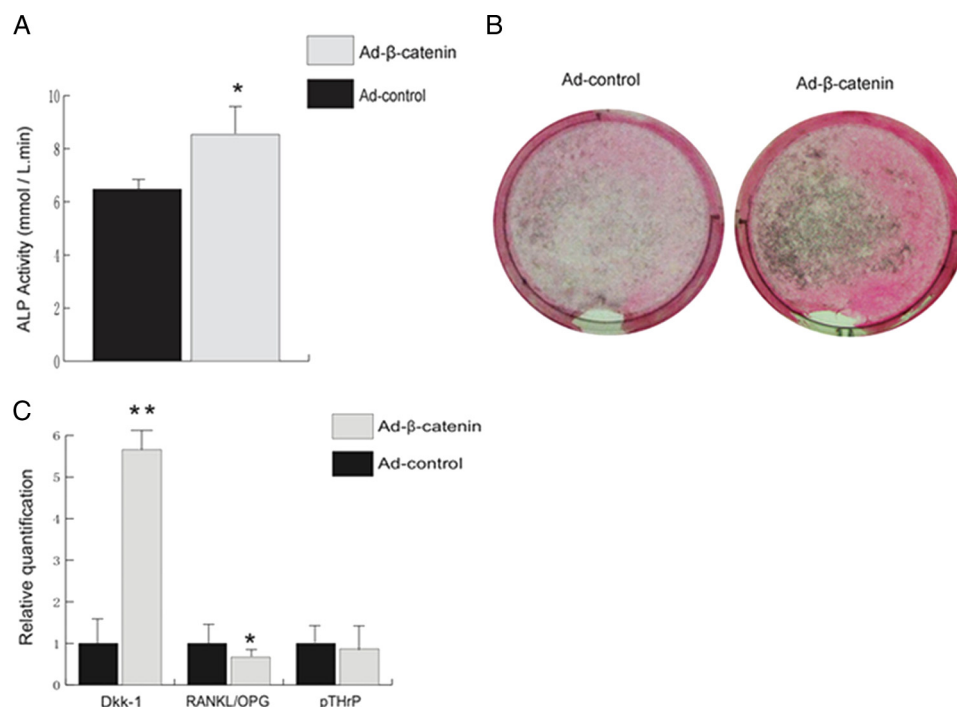 A
Ad-β-catenin
Ad-control
*
10
8
6
4
2
0
ALP Activity (mmol / L.min)
B
Ad-control
Ad-β-catenin
C
Ad-β-catenin
Ad-control
**
*
6
5
4
3
2
1
0
Relative quantification
Dkk-1
RANKL/OPG
pTHrP